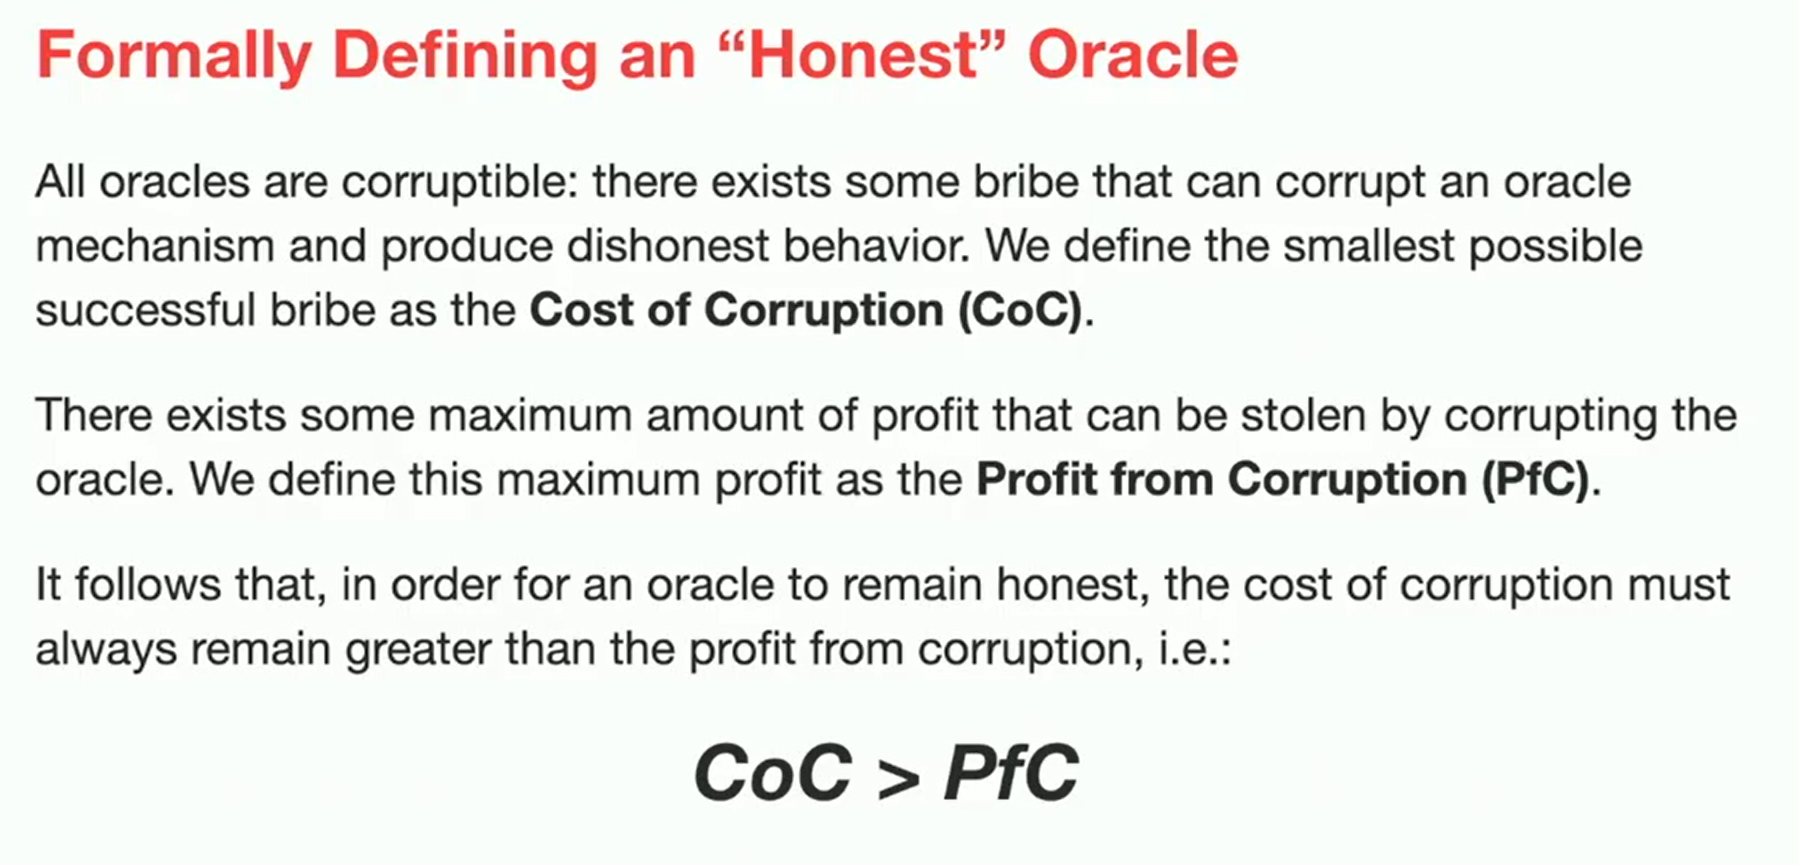 Formally Defining an “Honest” Oracle
All oracles are corruptible: there exists some bribe that can corrupt an oracle
mechanism and produce dishonest behavior. We define the smallest possible
successful bribe as the Cost of Corruption (CoC).
There exists some maximum amount of profit that can be stolen by corrupting the
oracle. We define this maximum profit as the Profit from Corruption (PfC).
It follows that, in order for an oracle to remain honest, the cost of corruption must
always remain greater than the profit from corruption, i.e.:
CoC > PfC